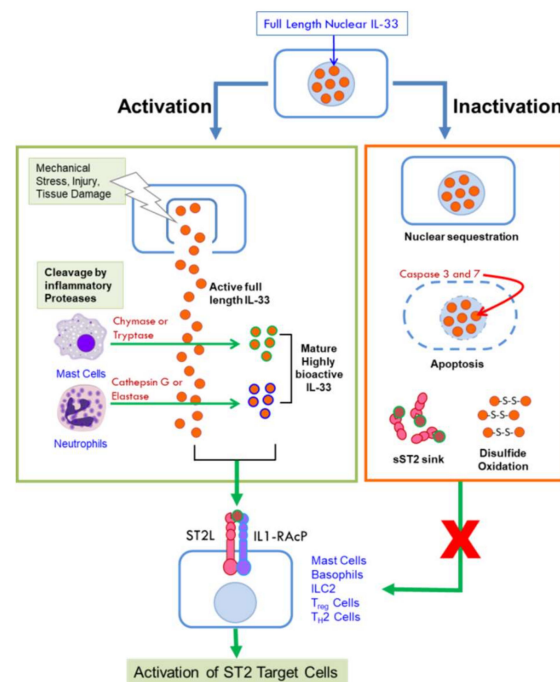 Full Length Nuclear IL-33
Activation
Inactivation
Mechanical
Stress, Injury,
Tissue Damage
Cleavage by
inflammatory
Proteases
Active full
length IL-33
Chymase or
Tryptase
Mast Cells
Cathepsin G or
Elastase
Neutrophils
Mature
Highly
bioactive
IL-33
Nuclear sequestration
Caspase 3 and 7
Apoptosis
sST2 sink
-S-S-
-S-S-
-S-S-
Disulfide
Oxidation
X
ST2L
IL1-RAcP
Mast Cells
Basophils
ILC2
Treg Cells
TH2 Cells
Activation of ST2 Target Cells